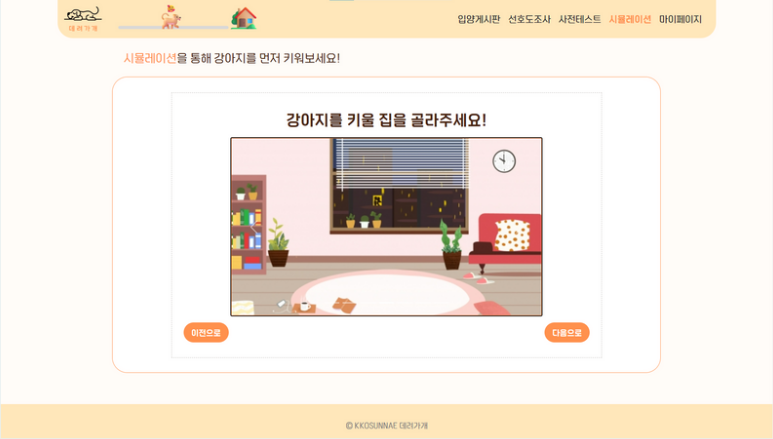 데려가개
입양게시판 선호도조사 사전테스트 시뮬레이션 마이페이지
시뮬레이션을 통해 강아지를 먼저 키워보세요!
강아지를 키울 집을 골라주세요!
이전으로
다음으로
© KKOSUNNAE 데려가개